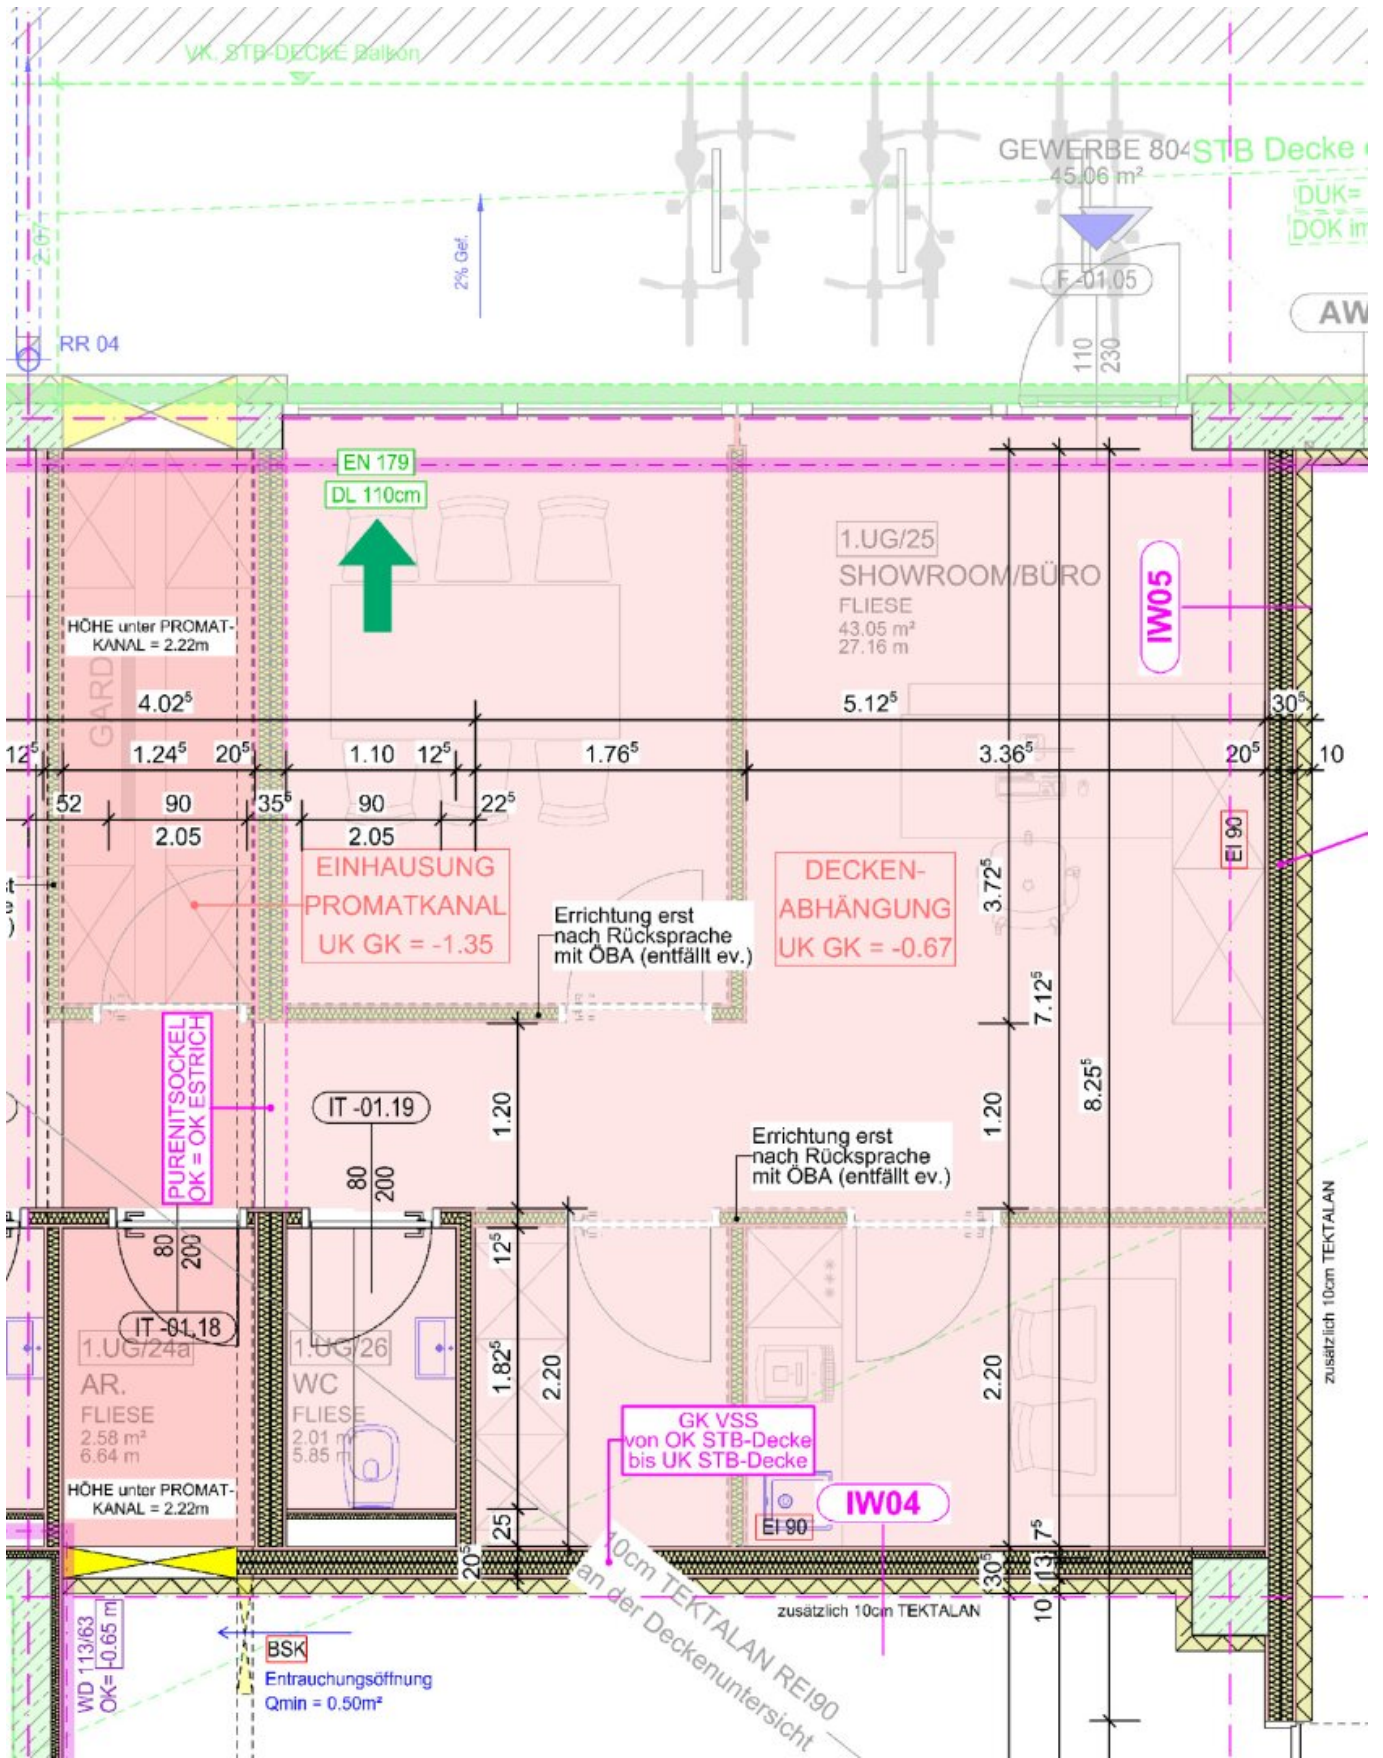 VK. STB-DECKE Balkon
GEWERBE 804
45.06 m²
STB Decke
DUK=
DOK im
2.07
2% Gef.
F -01.05
110
230
AW
RR 04
EN 179
DL 110cm
1.UG/25
SHOWROOM/BÜRO
FLIESE
43.05 m²
27.16 m
IW05
HÖHE unter PROMAT-
KANAL = 2.22m
GARD
4.02⁵
5.12⁵
30⁵
12⁵
1.24⁵
20⁵
1.10
12⁵
1.76⁵
3.36⁵
20⁵
10
52
90
35⁵
90
22⁵
2.05
2.05
EI 90
EINHAUSUNG
PROMATKANAL
UK GK = -1.35
DECKEN-
ABHÄNGUNG
UK GK = -0.67
3.72⁵
Errichtung erst
nach Rücksprache
mit ÖBA (entfällt ev.)
7.12⁵
8.25⁵
PURENITSOCKEL
OK = OK ESTRICH
IT -01.19
80
200
1.20
1.20
Errichtung erst
nach Rücksprache
mit ÖBA (entfällt ev.)
80
200
IT -01.18
12⁵
1.82⁵
2.20
2.20
zusätzlich 10cm TEKTALAN
1.UG/24a
AR.
FLIESE
2.58 m²
6.64 m
1.UG/26
WC
FLIESE
2.01 m
5.85 m
GK VSS
von OK STB-Decke
bis UK STB-Decke
HÖHE unter PROMAT-
KANAL = 2.22m
IW04
EI 90
25
20⁵
7⁵
13
30⁵
10
10cm TEKTALAN REI90
an der Deckenuntersicht
zusätzlich 10cm TEKTALAN
WD 113/63
OK= -0.65 m
BSK
Entrauchungsöffnung
Qmin = 0.50m²